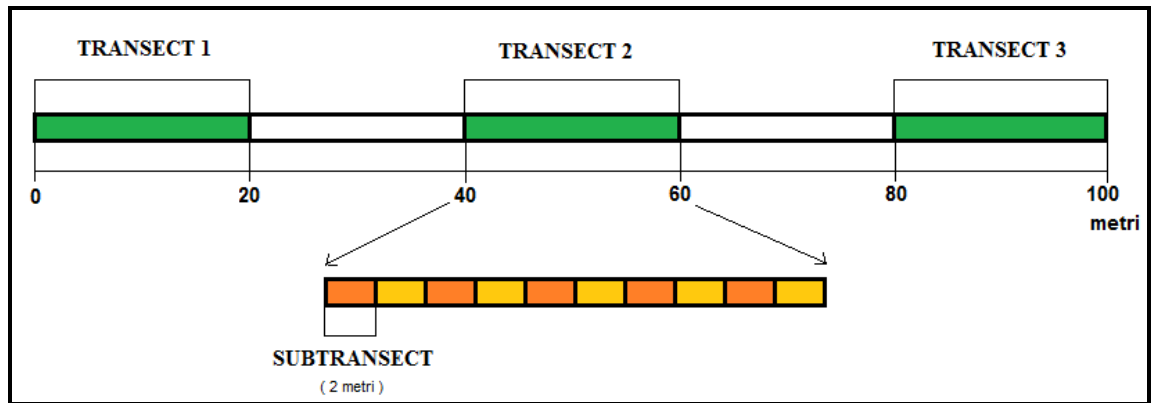 TRANSECT 1
TRANSECT 2
TRANSECT 3
0
20
40
60
80
100
metri
SUBTRANSECT
( 2 metri )